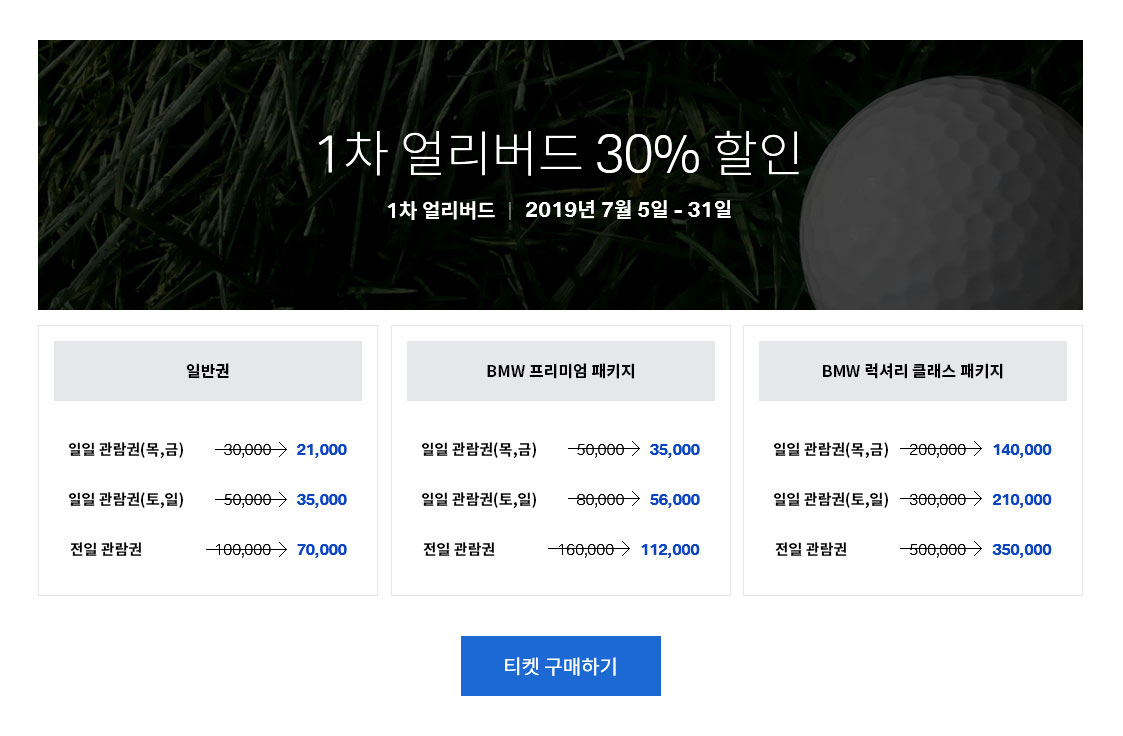 1차 얼리버드 30% 할인
1차 얼리버드 | 2019년 7월 5일 - 31일
일반권
일일 관람권(목,금) 30,000 → 21,000
일일 관람권(토,일) 50,000 → 35,000
전일 관람권 100,000 → 70,000
BMW 프리미엄 패키지
일일 관람권(목,금) 50,000 → 35,000
일일 관람권(토,일) 80,000 → 56,000
전일 관람권 160,000 → 112,000
BMW 럭셔리 클래스 패키지
일일 관람권(목,금) 200,000 → 140,000
일일 관람권(토,일) 300,000 → 210,000
전일 관람권 500,000 → 350,000
티켓 구매하기